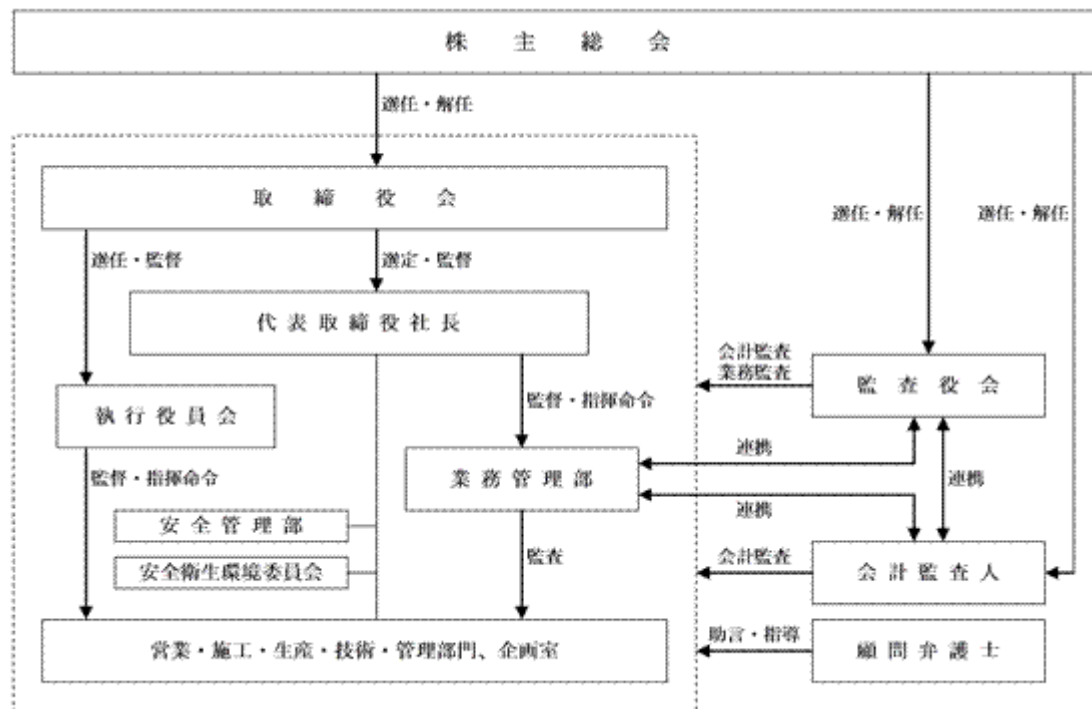 株主総会
選任・解任
取締役会
選任・解任
選任・解任
選任・監督
選定・監督
代表取締役社長
会計監査
業務監査
監査役会
執行役員会
監督・指揮命令
連携
業務管理部
監督・指揮命令
連携
連携
安全管理部
監査
会計監査
会計監査人
安全衛生環境委員会
助言・指導
営業・施工・生産・技術・管理部門、企画室
顧問弁護士